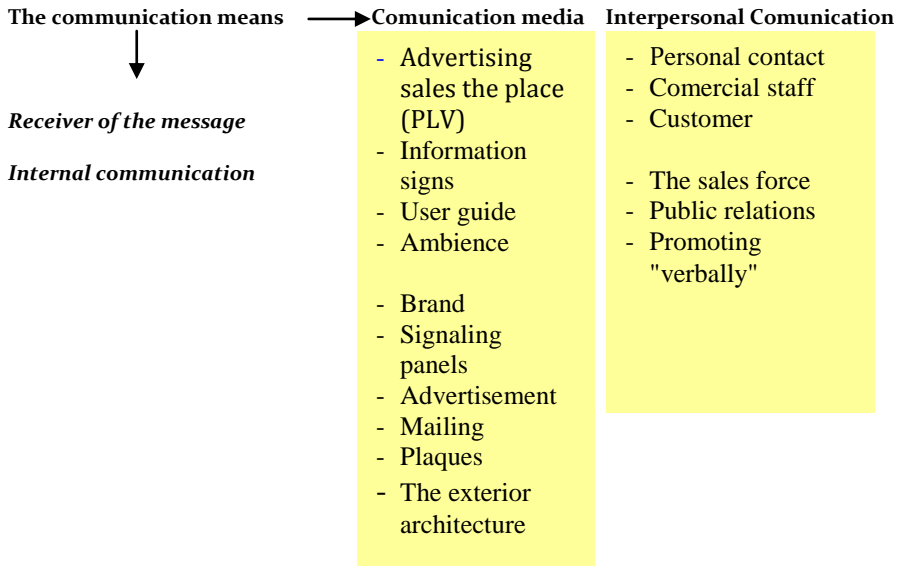 The communication means
Comunication media
Interpersonal Comunication
Receiver of the message
Internal communication
- Advertising
sales the place
(PLV)
- Information
signs
- User guide
- Ambience
- Brand
- Signaling
panels
- Advertisement
- Mailing
- Plaques
- The exterior
architecture
- Personal contact
- Comercial staff
- Customer
- The sales force
- Public relations
- Promoting
"verbally"